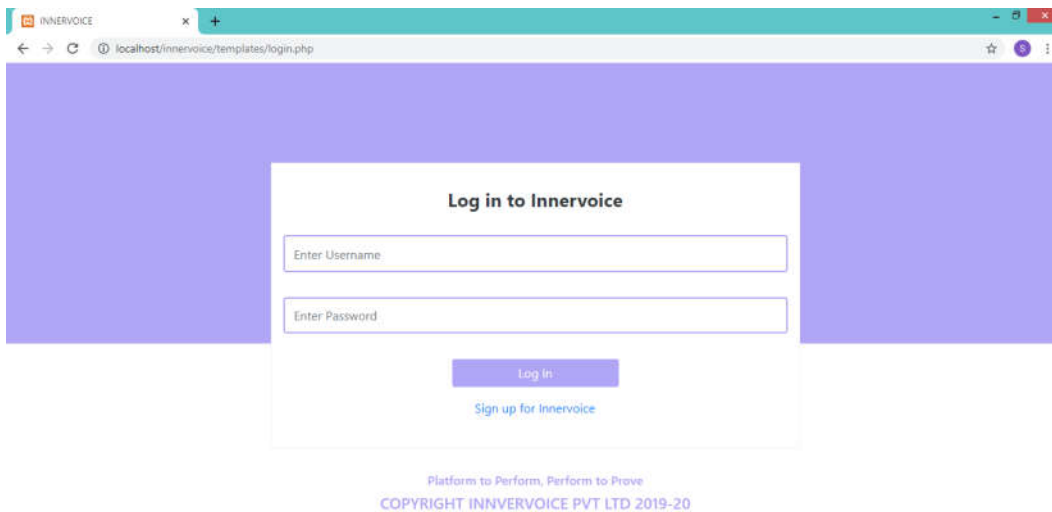 INNERVOICE
localhost/innervoice/templates/login.php
S
Log in to Innervoice
Enter Username
Enter Password
Log In
Sign up for Innervoice
Platform to Perform, Perform to Prove
COPYRIGHT INNVERVOICE PVT LTD 2019-20